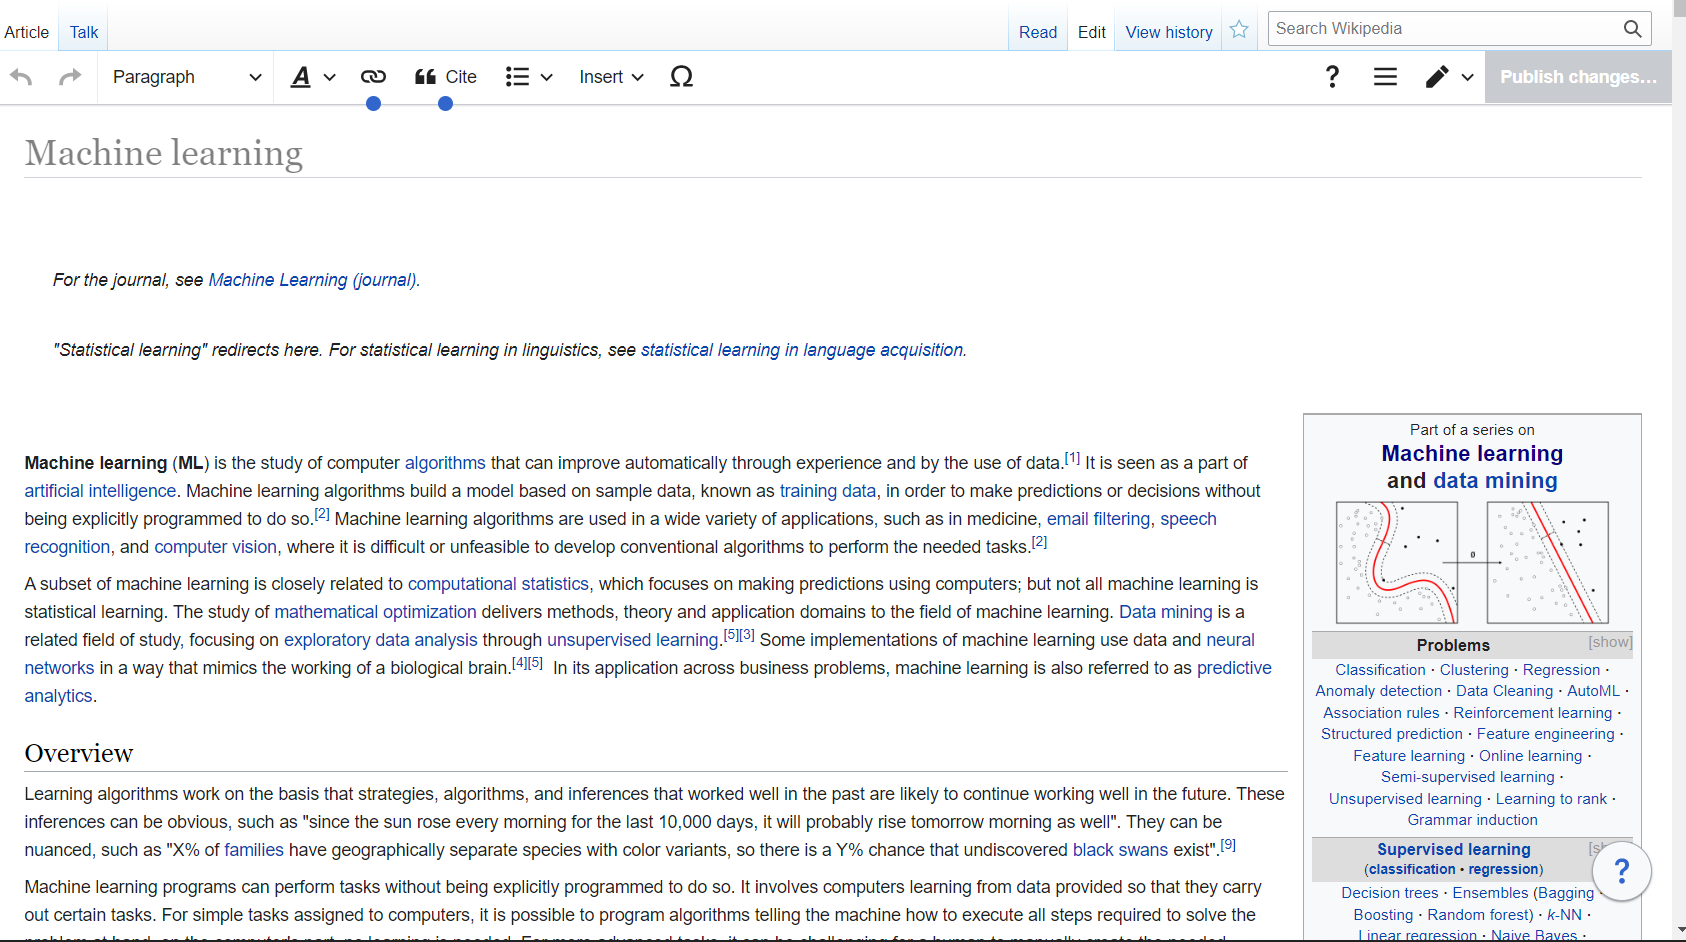 Article Talk Read Edit View history Search Wikipedia
Paragraph A Cite Insert Ω ? Publish changes...
Machine learning
For the journal, see Machine Learning (journal).
"Statistical learning" redirects here. For statistical learning in linguistics, see statistical learning in language acquisition.
Machine learning (ML) is the study of computer algorithms that can improve automatically through experience and by the use of data.[1] It is seen as a part of
artificial intelligence. Machine learning algorithms build a model based on sample data, known as training data, in order to make predictions or decisions without
being explicitly programmed to do so.[2] Machine learning algorithms are used in a wide variety of applications, such as in medicine, email filtering, speech
recognition, and computer vision, where it is difficult or unfeasible to develop conventional algorithms to perform the needed tasks.[2]
A subset of machine learning is closely related to computational statistics, which focuses on making predictions using computers; but not all machine learning is
statistical learning. The study of mathematical optimization delivers methods, theory and application domains to the field of machine learning. Data mining is a
related field of study, focusing on exploratory data analysis through unsupervised learning.[5][3] Some implementations of machine learning use data and neural
networks in a way that mimics the working of a biological brain.[4][5] In its application across business problems, machine learning is also referred to as predictive
analytics.
Overview
Learning algorithms work on the basis that strategies, algorithms, and inferences that worked well in the past are likely to continue working well in the future. These
inferences can be obvious, such as "since the sun rose every morning for the last 10,000 days, it will probably rise tomorrow morning as well". They can be
nuanced, such as "X% of families have geographically separate species with color variants, so there is a Y% chance that undiscovered black swans exist".[9]
Machine learning programs can perform tasks without being explicitly programmed to do so. It involves computers learning from data provided so that they carry
out certain tasks. For simple tasks assigned to computers, it is possible to program algorithms telling the machine how to execute all steps required to solve the
Part of a series on
Machine learning
and data mining
Problems [show]
Classification · Clustering · Regression ·
Anomaly detection · Data Cleaning · AutoML ·
Association rules · Reinforcement learning ·
Structured prediction · Feature engineering ·
Feature learning · Online learning ·
Semi-supervised learning ·
Unsupervised learning · Learning to rank ·
Grammar induction
Supervised learning
(classification • regression)
Decision trees · Ensembles (Bagging ·
Boosting · Random forest) · k-NN ·
Linear regression · Naive Bayes ·
?